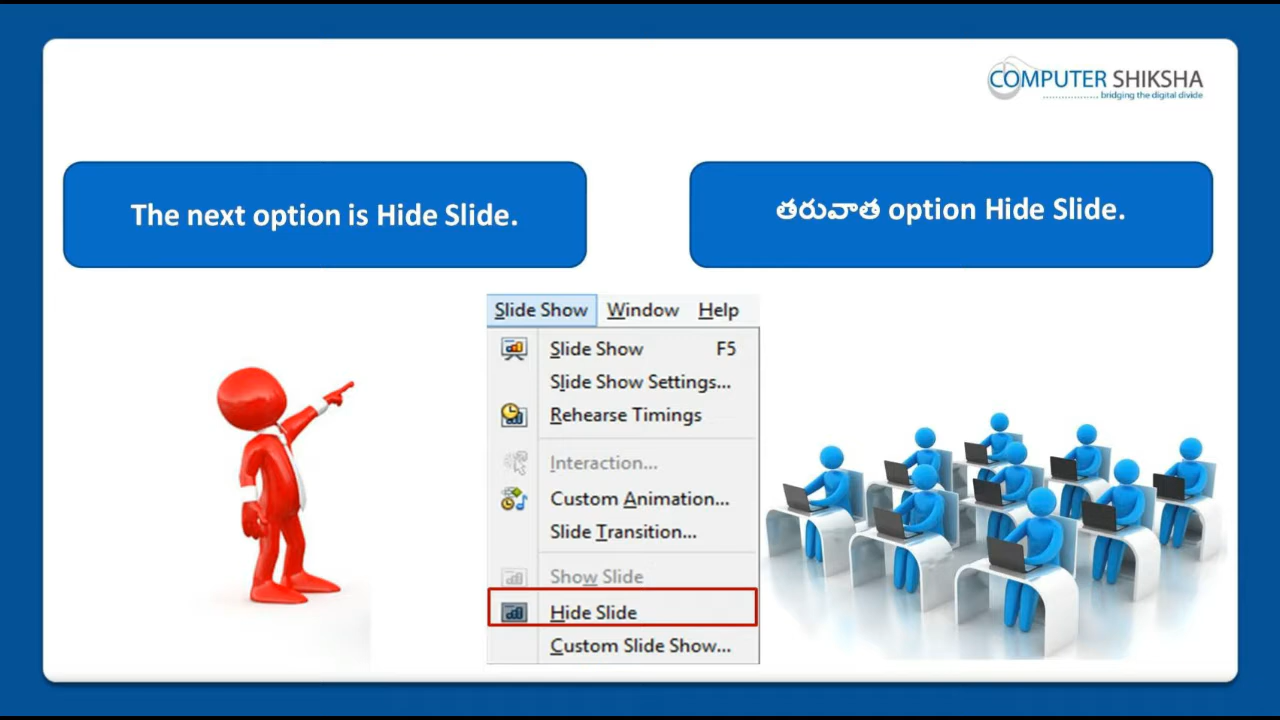 COMPUTER SHIKSHA
bridging the digital divide
The next option is Hide Slide.
తరువాత option Hide Slide.
Slide Show Window Help
Slide Show F5
Slide Show Settings...
Rehearse Timings
Interaction...
Custom Animation...
Slide Transition...
Show Slide
Hide Slide
Custom Slide Show...